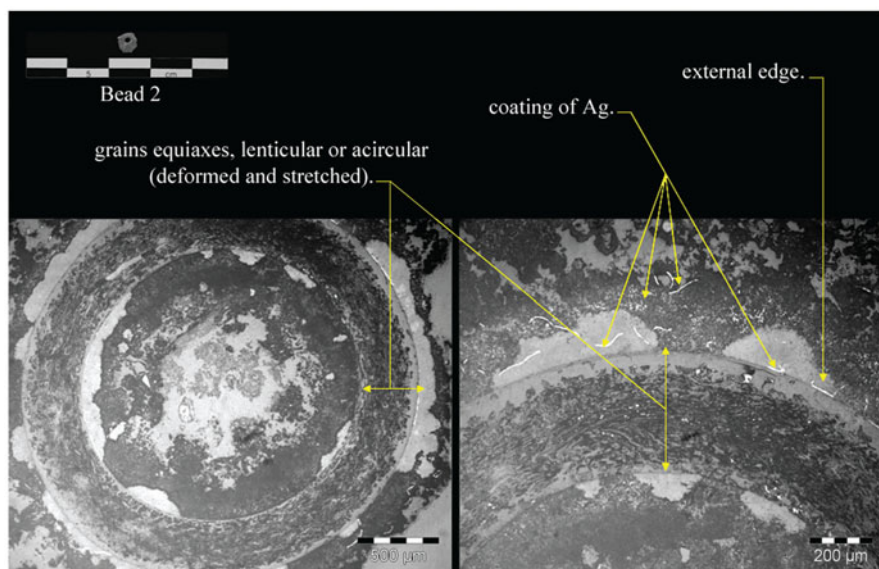 5 cm
Bead 2
external edge.
coating of Ag.
grains equiaxes, lenticular or acircular
(deformed and stretched).
500 µm
200 µm